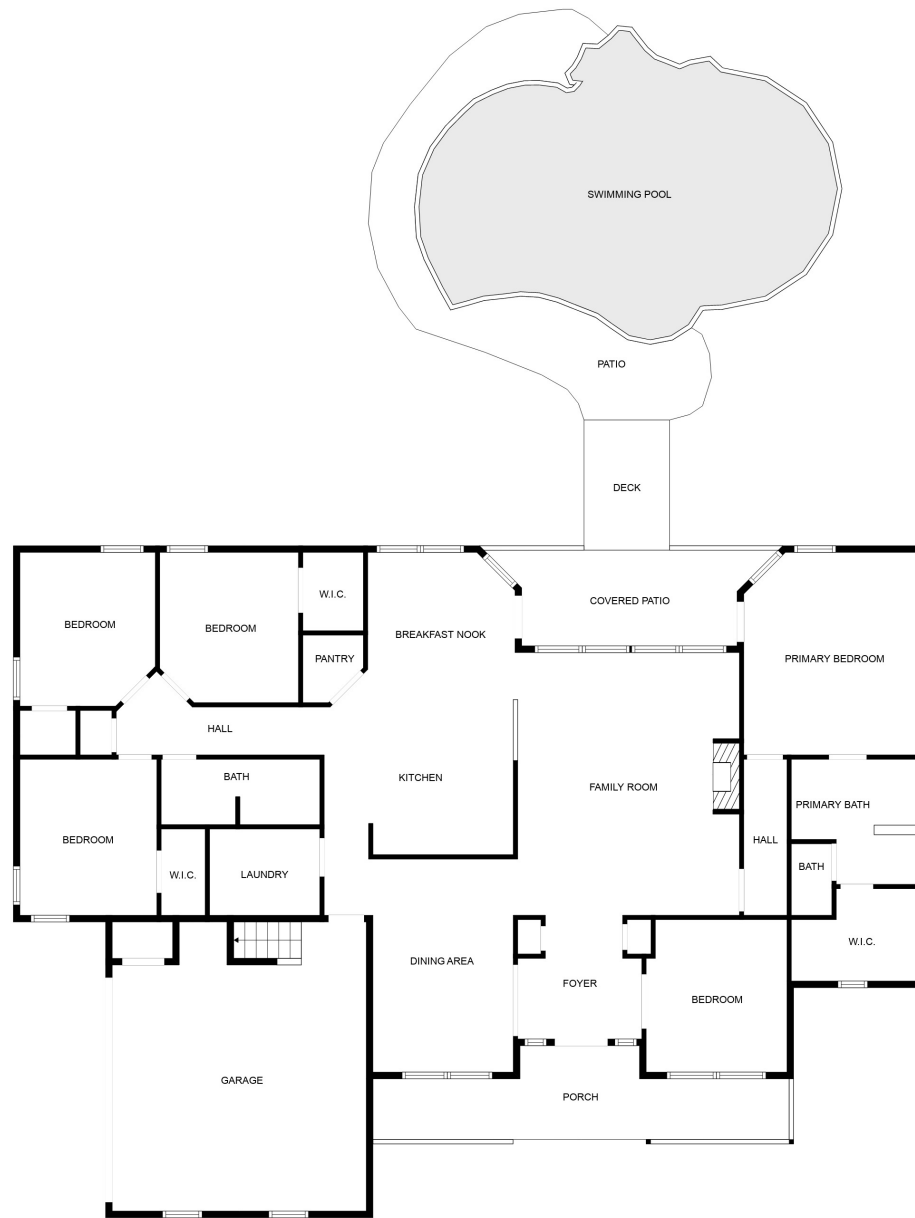 SWIMMING POOL
PATIO
DECK
W.I.C.
COVERED PATIO
BEDROOM
BEDROOM
BREAKFAST NOOK
PANTRY
PRIMARY BEDROOM
HALL
BATH
KITCHEN
FAMILY ROOM
PRIMARY BATH
BEDROOM
HALL
BATH
W.I.C.
LAUNDRY
W.I.C.
DINING AREA
FOYER
BEDROOM
GARAGE
PORCH